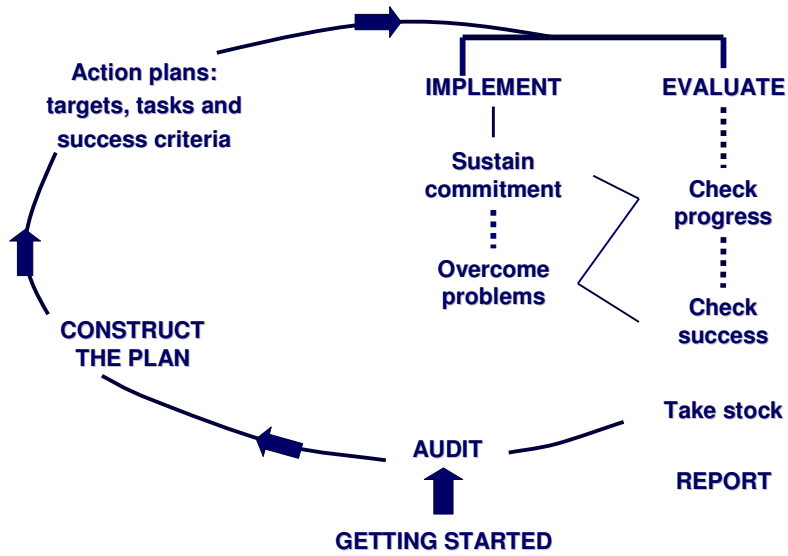 Action plans:
targets, tasks and
success criteria
IMPLEMENT
EVALUATE
Sustain
commitment
Check
progress
Overcome
problems
Check
success
CONSTRUCT
THE PLAN
Take stock
AUDIT
REPORT
GETTING STARTED